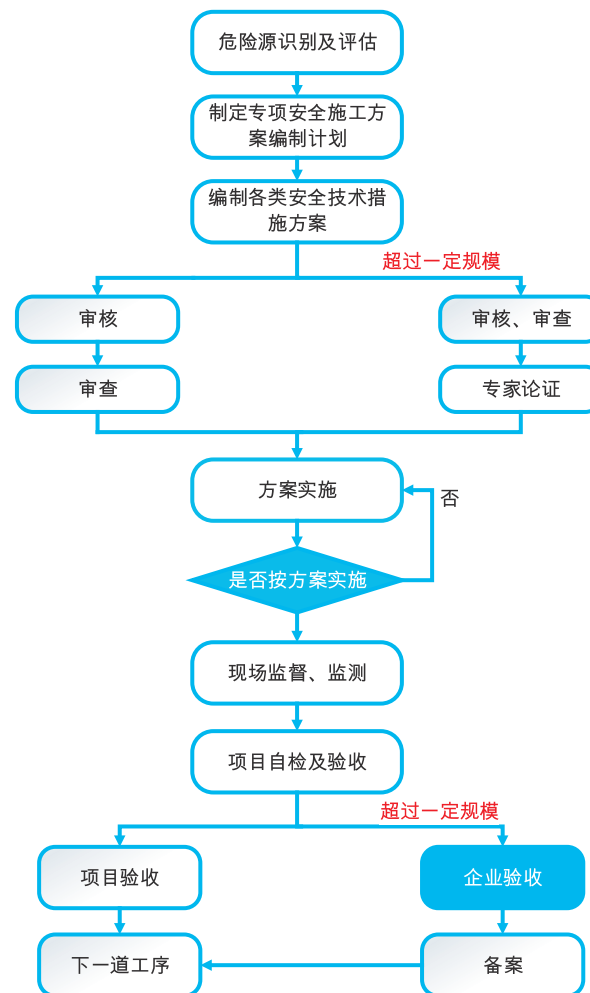 危险源识别及评估
制定专项安全施工方
案编制计划
编制各类安全技术措
施方案
超过一定规模
审核
审核、审查
审查
专家论证
方案实施
否
是否按方案实施
现场监督、监测
项目自检及验收
超过一定规模
项目验收
企业验收
下一道工序
备案